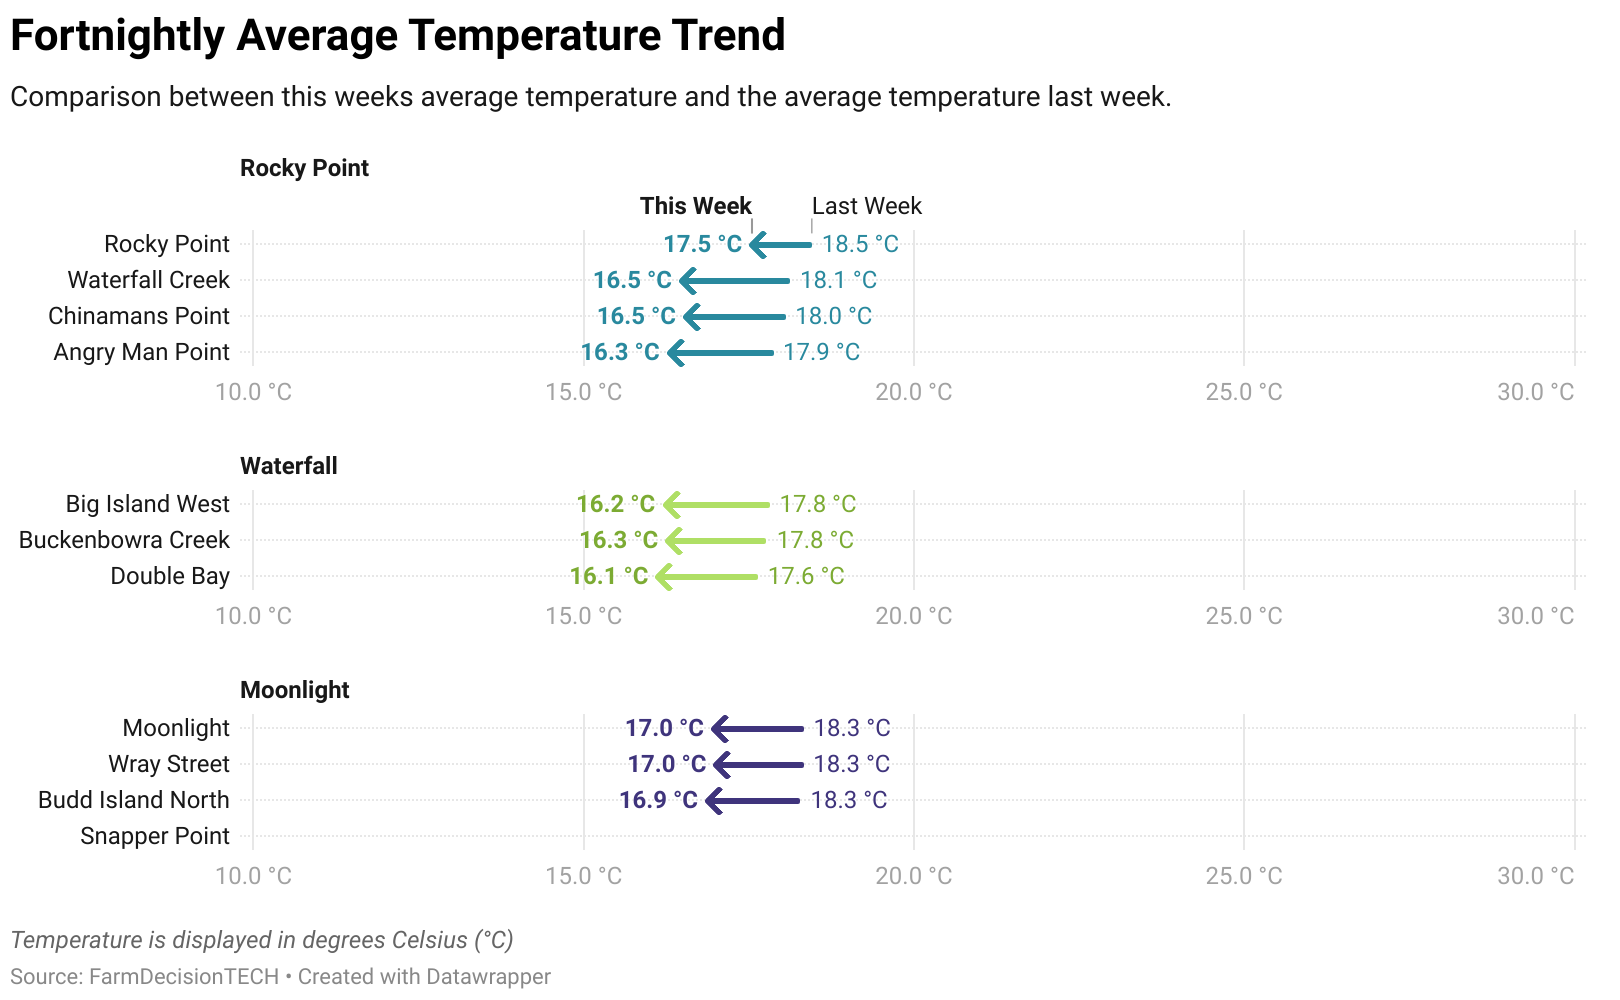 Fortnightly Average Temperature Trend
Comparison between this weeks average temperature and the average temperature last week.
Rocky Point
This Week Last Week
Rocky Point 17.5 °C 18.5 °C
Waterfall Creek 16.5 °C 18.1 °C
Chinamans Point 16.5 °C 18.0 °C
Angry Man Point 16.3 °C 17.9 °C
10.0 °C 15.0 °C 20.0 °C 25.0 °C 30.0 °C
Waterfall
Big Island West 16.2 °C 17.8 °C
Buckenbowra Creek 16.3 °C 17.8 °C
Double Bay 16.1 °C 17.6 °C
10.0 °C 15.0 °C 20.0 °C 25.0 °C 30.0 °C
Moonlight
Moonlight 17.0 °C 18.3 °C
Wray Street 17.0 °C 18.3 °C
Budd Island North 16.9 °C 18.3 °C
Snapper Point
10.0 °C 15.0 °C 20.0 °C 25.0 °C 30.0 °C
Temperature is displayed in degrees Celsius (°C)
Source: FarmDecisionTECH • Created with Datawrapper